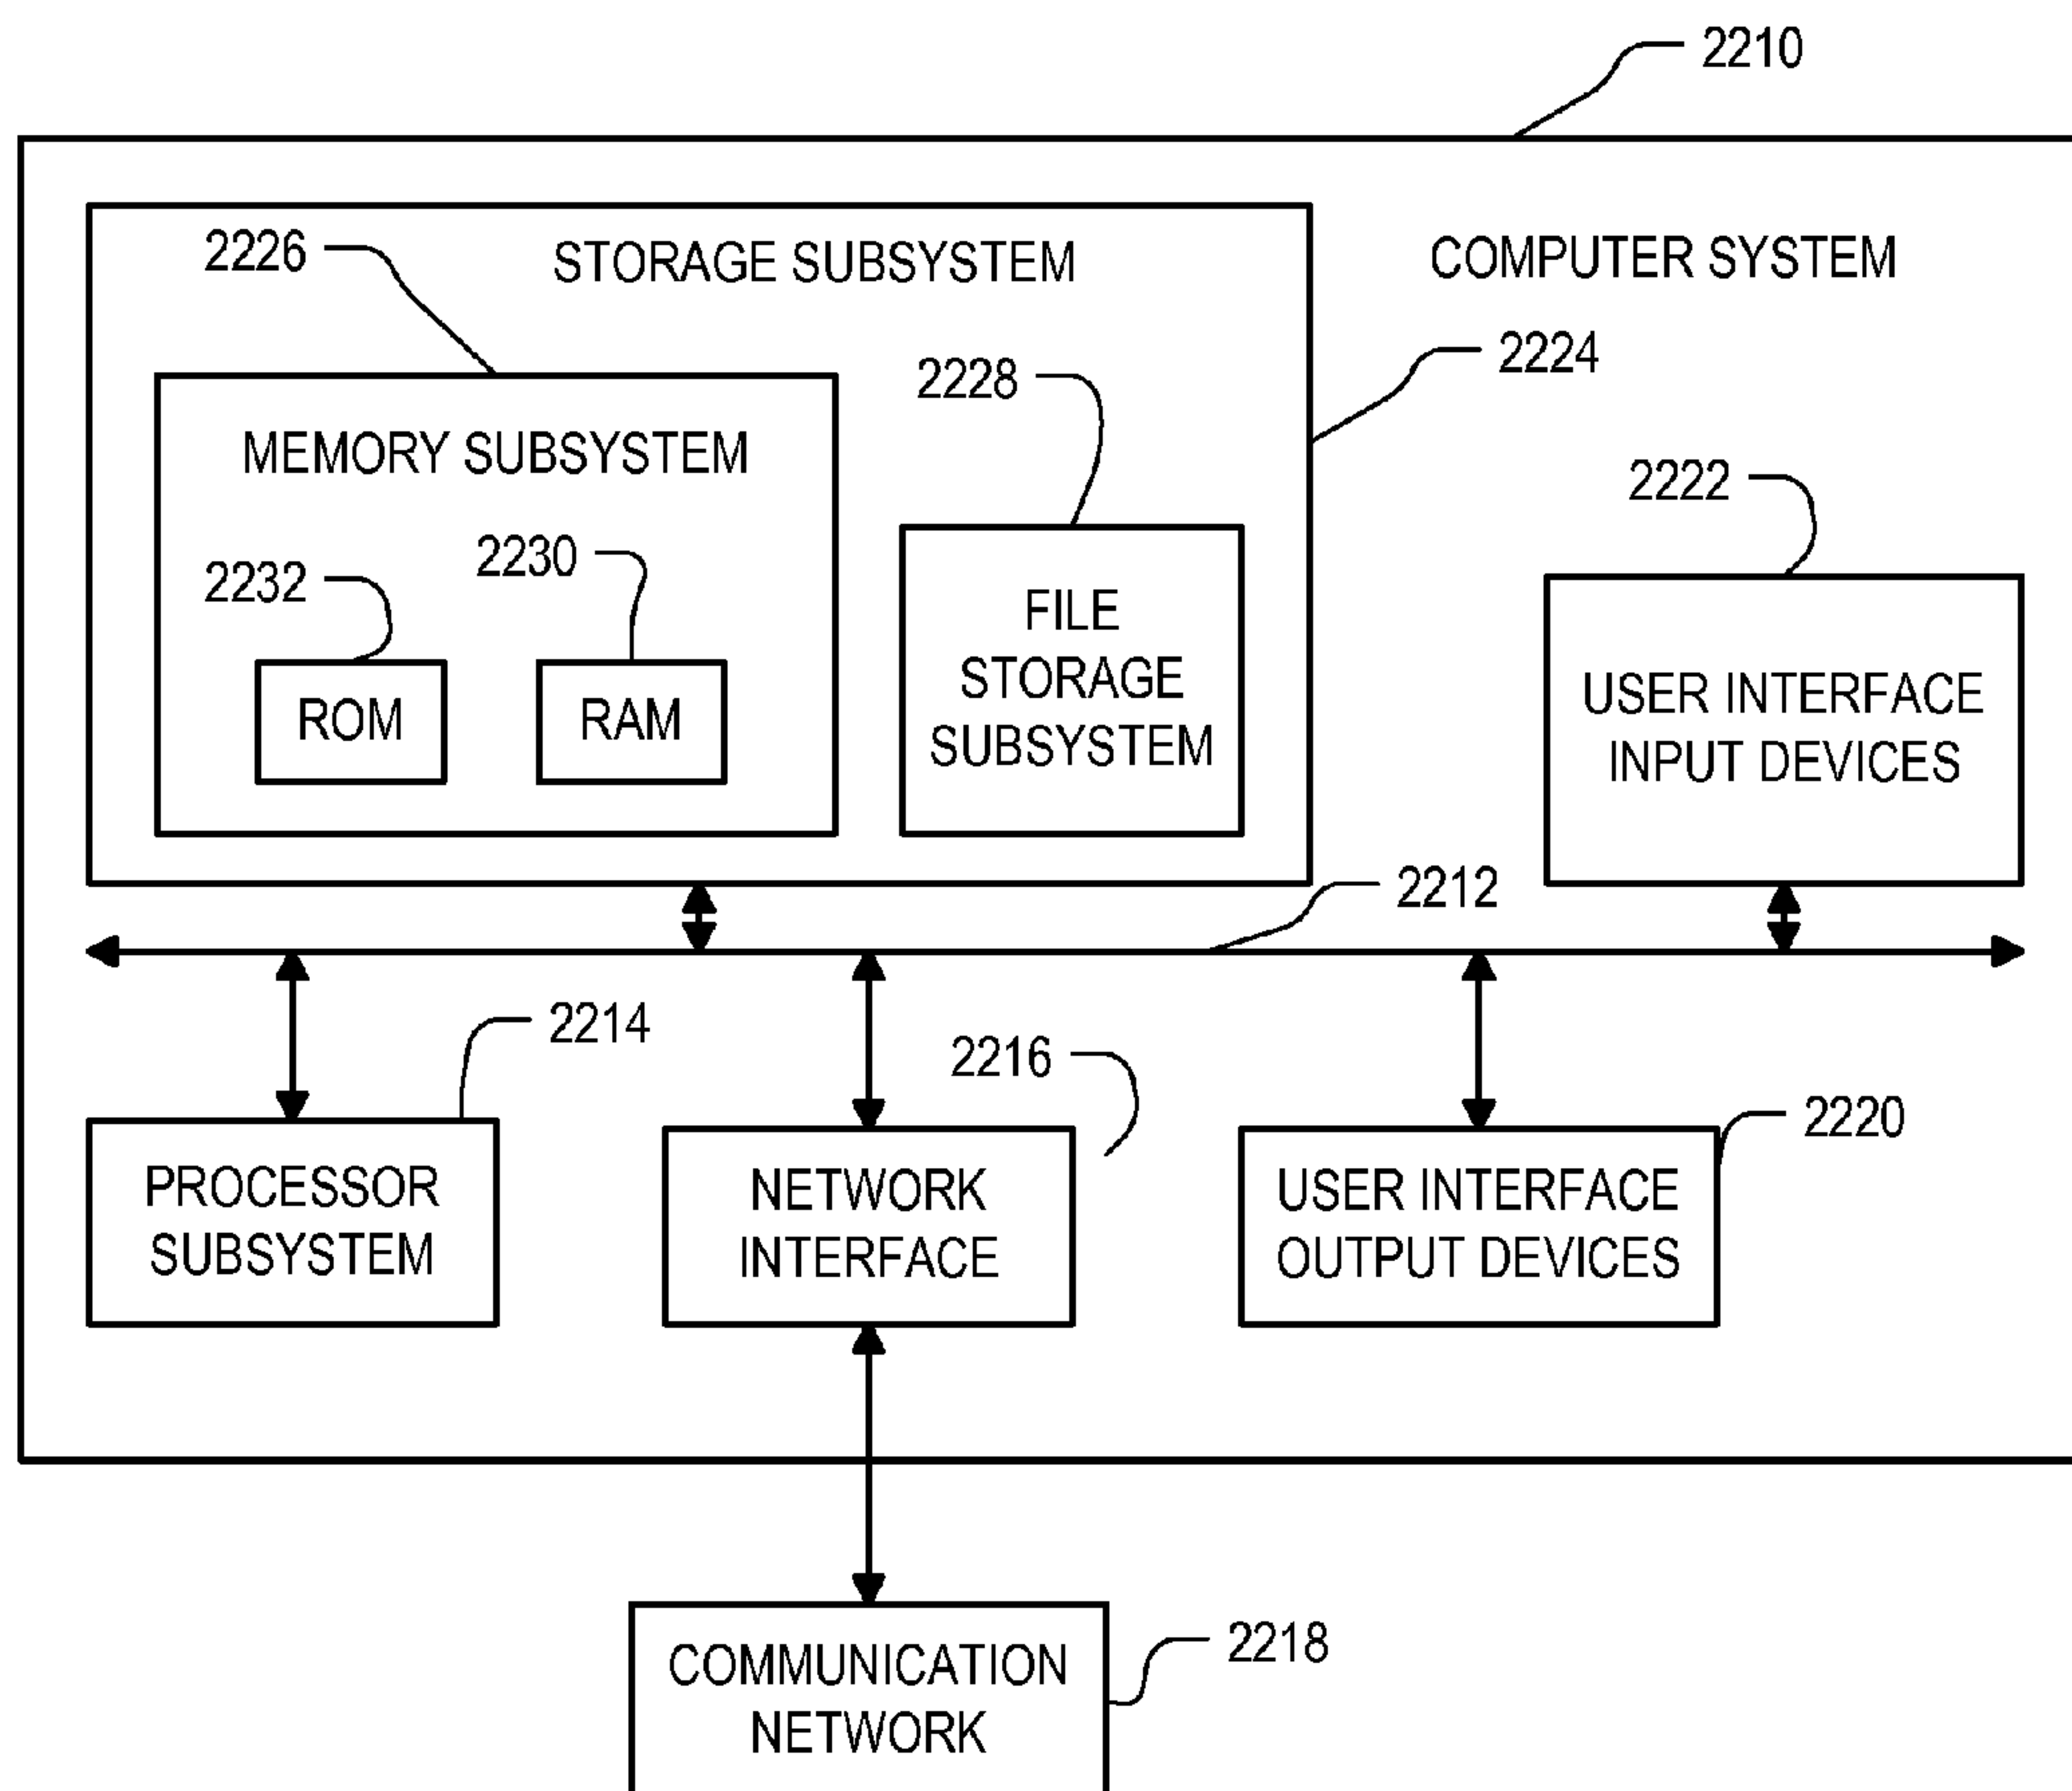 2210
2226
STORAGE SUBSYSTEM
COMPUTER SYSTEM
2224
2228
MEMORY SUBSYSTEM
2222
2232
2230
ROM
RAM
FILE
STORAGE
SUBSYSTEM
USER INTERFACE
INPUT DEVICES
2212
2214
2216
2220
PROCESSOR
SUBSYSTEM
NETWORK
INTERFACE
USER INTERFACE
OUTPUT DEVICES
COMMUNICATION
NETWORK
2218